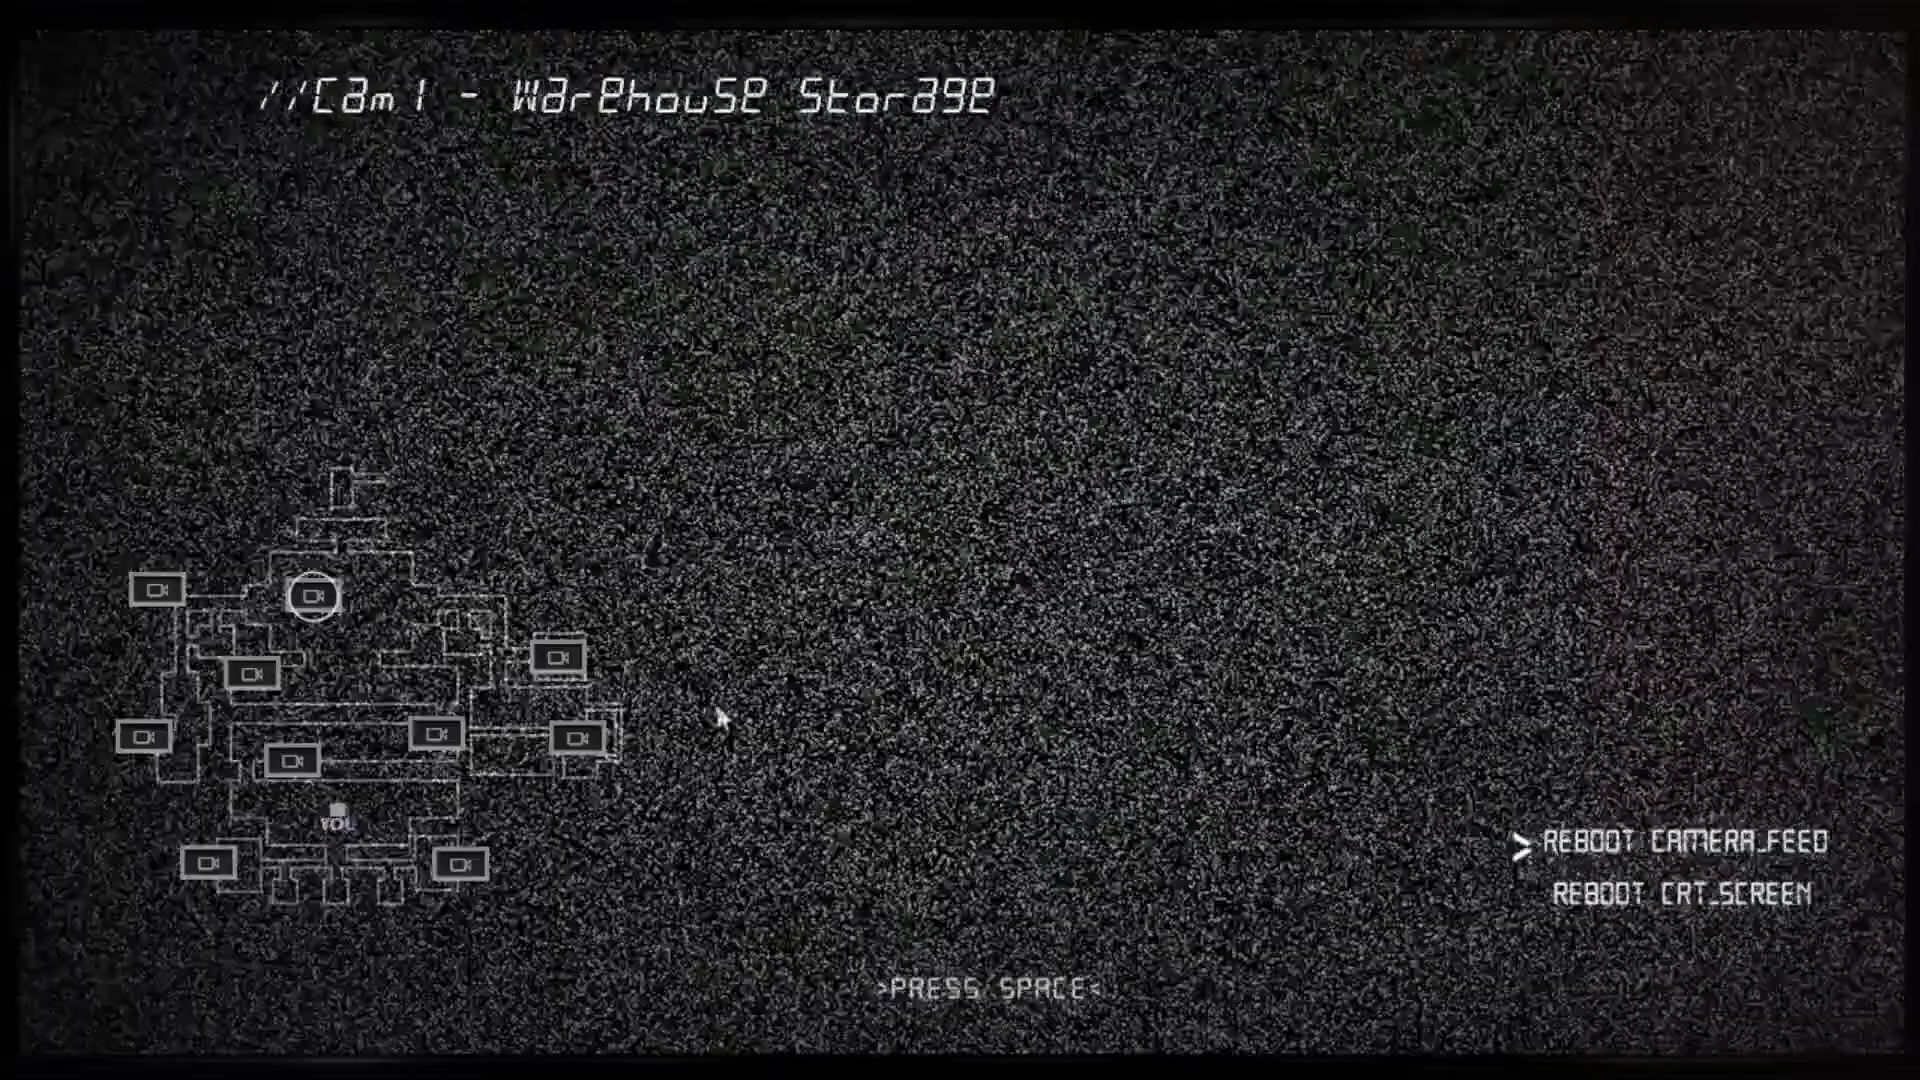 //Cam 1 - Warehouse Storage
YOU
> REBOOT CAMERA_FEED
REBOOT CRT_SCREEN
>PRESS SPACE<